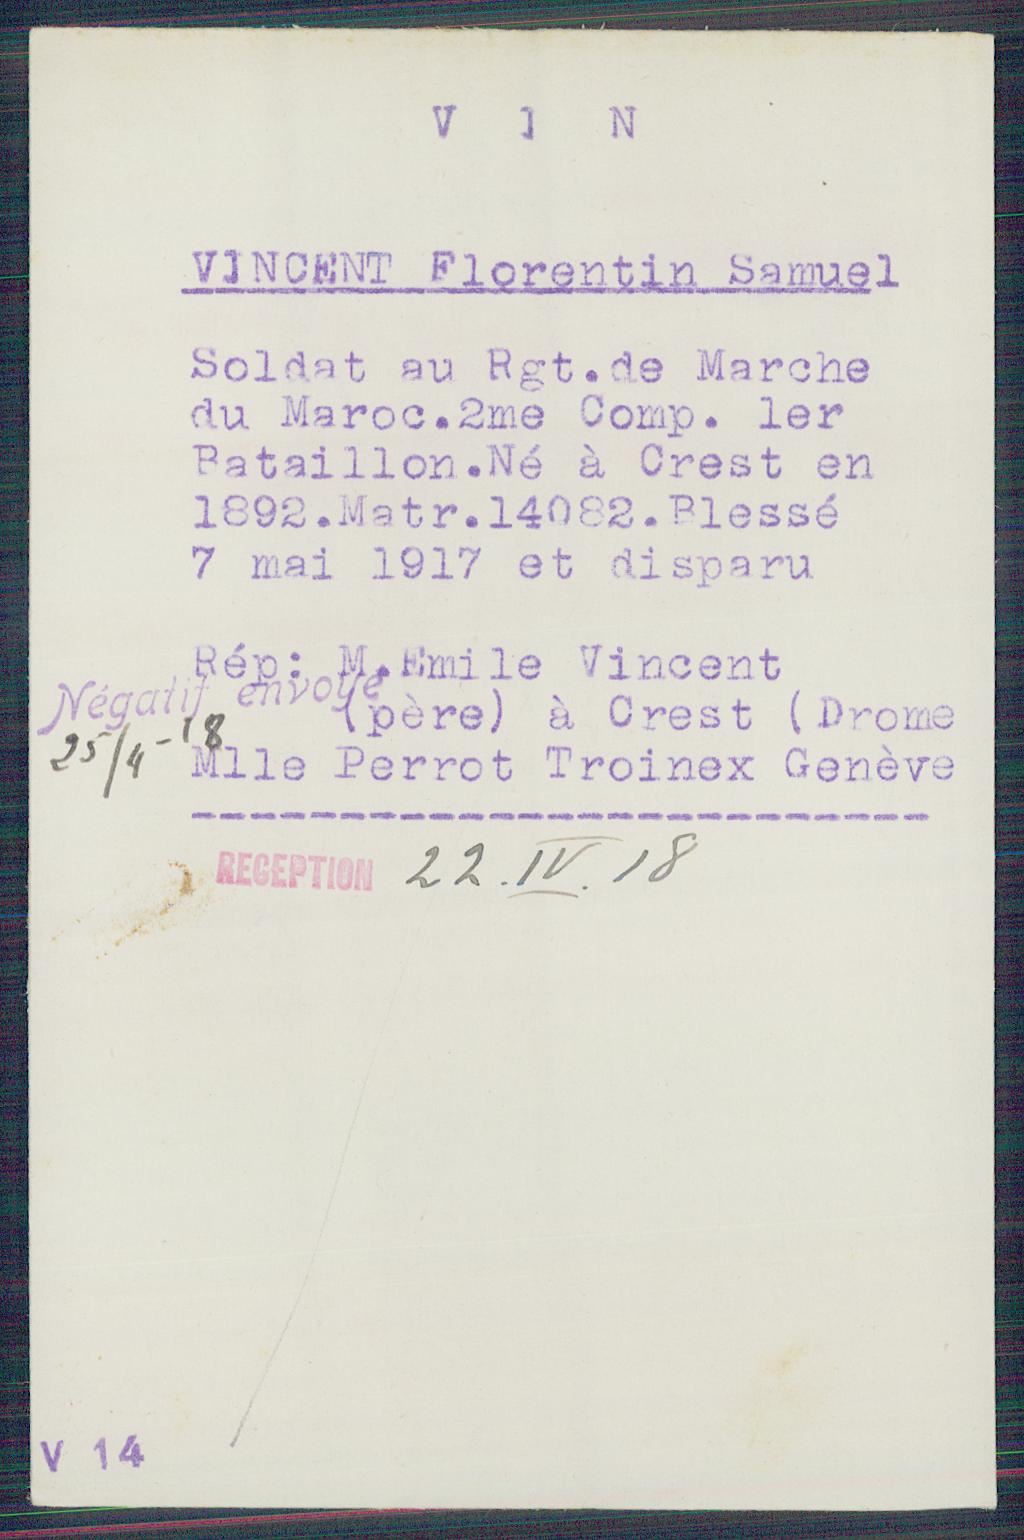 V I N
VINCENT Florentin Samuel
Soldat au Rgt.de Marche
du Maroc.2me Comp. 1er
Bataillon.Né à Crest en
1892.Matr.14082.Blessé
7 mai 1917 et disparu
Rép: M.Emile Vincent
Négatif envoyé
(père) à Crest (Drome
25/4-18
Mlle Perrot Troinex Genève
-------------------------
RECEPTION 22.IV.18
V 14